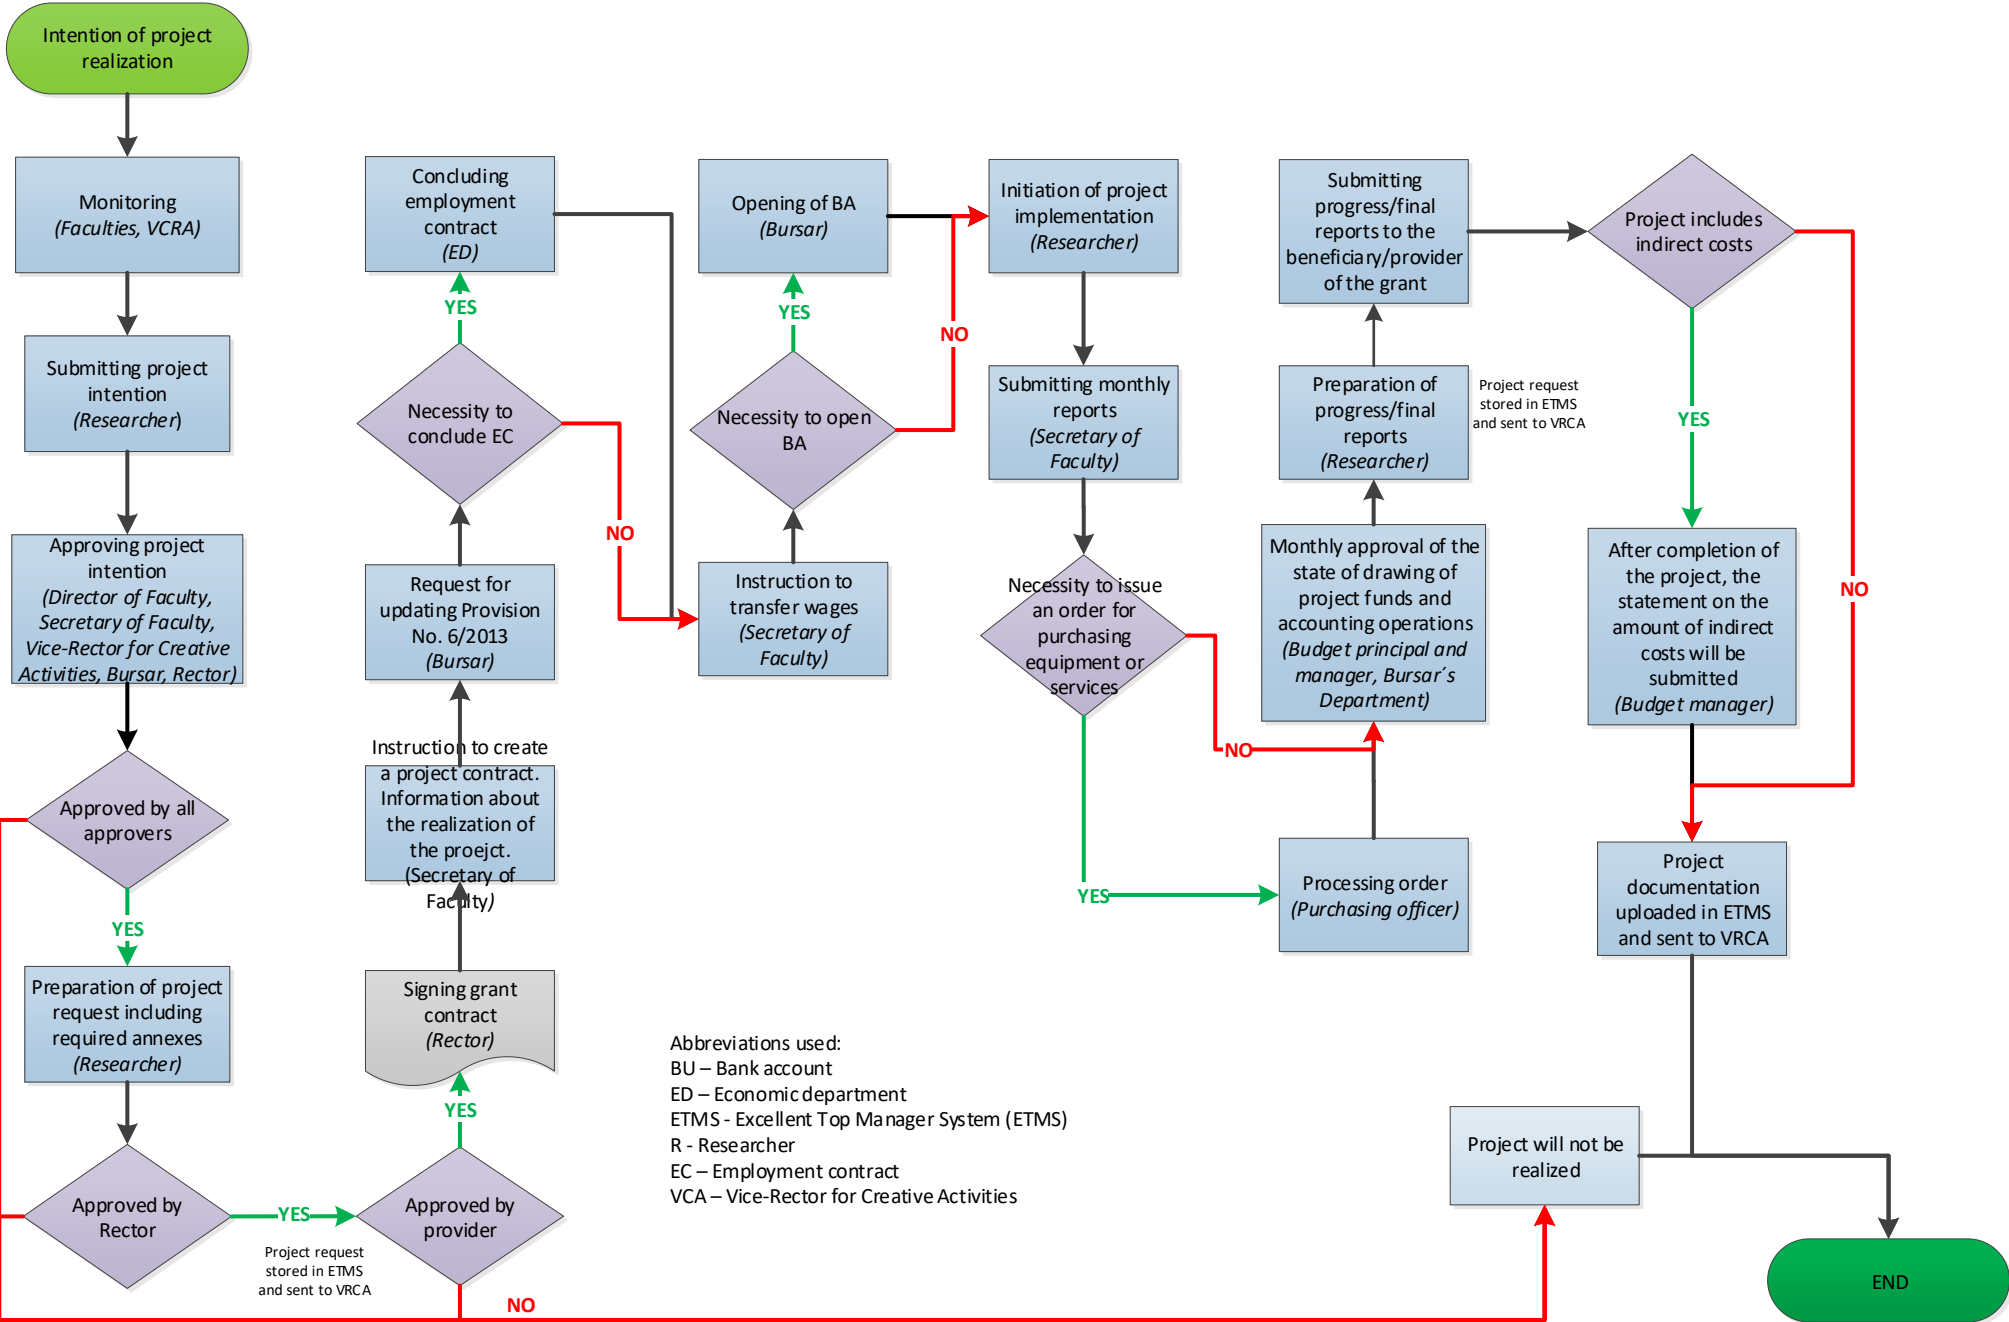 Intention of project
realization
Monitoring
(Faculties, VCRA)
Submitting project
intention
(Researcher)
Approving project
intention
(Director of Faculty,
Secretary of Faculty,
Vice-Rector for Creative
Activities, Bursar, Rector)
Approved by all
approvers
YES
Preparation of project
request including
required annexes
(Researcher)
Approved by
Rector
YES
Project request
stored in ETMS
and sent to VRCA
Approved by
provider
NO
YES
Signing grant
contract
(Rector)
Instruction to create
a project contract.
Information about
the realization of
the proejct.
(Secretary of
Faculty)
Request for
updating Provision
No. 6/2013
(Bursar)
Necessity to
conclude EC
YES
NO
Concluding
employment
contract
(ED)
Instruction to
transfer wages
(Secretary of
Faculty)
Necessity to open
BA
YES
NO
Opening of BA
(Bursar)
Initiation of project
implementation
(Researcher)
Submitting monthly
reports
(Secretary of
Faculty)
Necessity to issue
an order for
purchasing
equipment or
services
NO
YES
Processing order
(Purchasing officer)
Monthly approval of the
state of drawing of
project funds and
accounting operations
(Budget principal and
manager, Bursar´s
Department)
Preparation of
progress/final
reports
(Researcher)
Project request
stored in ETMS
and sent to VRCA
Submitting
progress/final
reports to the
beneficiary/provider
of the grant
Project includes
indirect costs
YES
NO
After completion of
the project, the
statement on the
amount of indirect
costs will be
submitted
(Budget manager)
Project
documentation
uploaded in ETMS
and sent to VRCA
Project will not be
realized
END
Abbreviations used:
BU – Bank account
ED – Economic department
ETMS - Excellent Top Manager System (ETMS)
R - Researcher
EC – Employment contract
VCA – Vice-Rector for Creative Activities